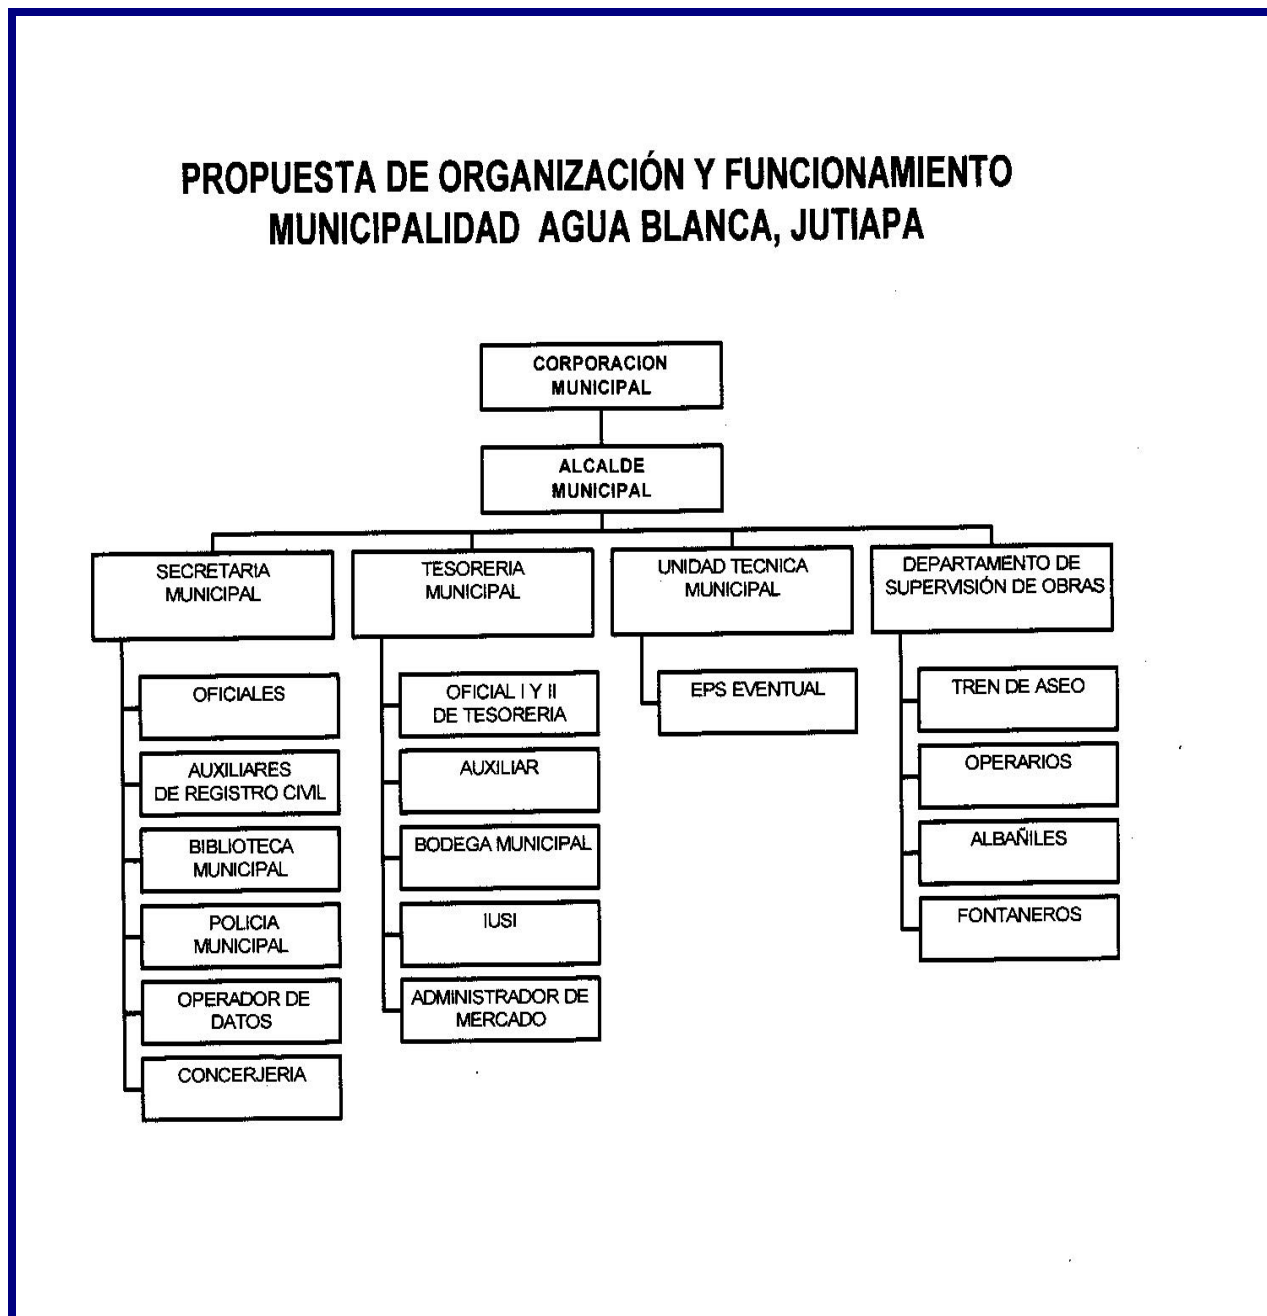 PROPUESTA DE ORGANIZACIÓN Y FUNCIONAMIENTO
MUNICIPALIDAD AGUA BLANCA, JUTIAPA
CORPORACION
MUNICIPAL
ALCALDE
MUNICIPAL
SECRETARIA
MUNICIPAL
TESORERIA
MUNICIPAL
UNIDAD TECNICA
MUNICIPAL
DEPARTAMENTO DE
SUPERVISIÓN DE OBRAS
OFICIALES
AUXILIARES
DE REGISTRO CIVIL
BIBLIOTECA
MUNICIPAL
POLICIA
MUNICIPAL
OPERADOR DE
DATOS
CONCERJERIA
OFICIAL I Y II
DE TESORERIA
AUXILIAR
BODEGA MUNICIPAL
IUSI
ADMINISTRADOR DE
MERCADO
EPS EVENTUAL
TREN DE ASEO
OPERARIOS
ALBAÑILES
FONTANEROS